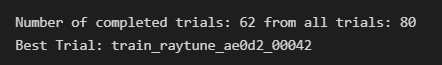 Number of completed trials: 62 from all trials: 80
Best Trial: train_raytune_ae0d2_00042